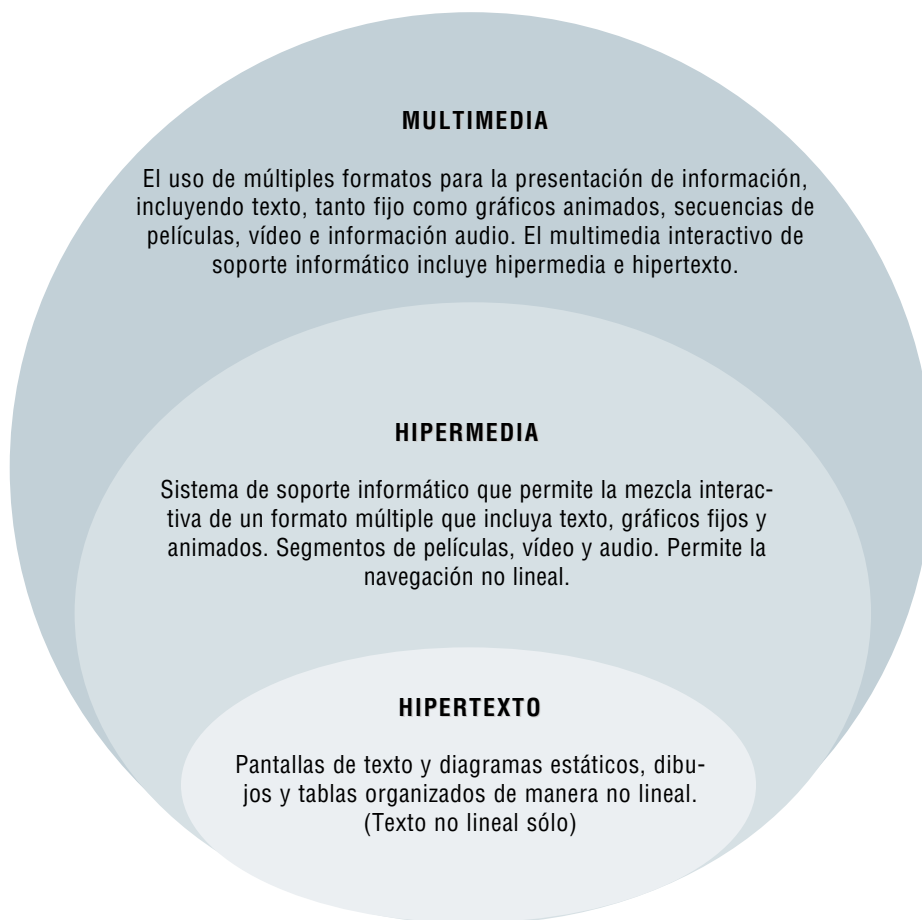 MULTIMEDIA
El uso de múltiples formatos para la presentación de información,
incluyendo texto, tanto fijo como gráficos animados, secuencias de
películas, vídeo e información audio. El multimedia interactivo de
soporte informático incluye hipermedia e hipertexto.
HIPERMEDIA
Sistema de soporte informático que permite la mezcla interac-
tiva de un formato múltiple que incluya texto, gráficos fijos y
animados. Segmentos de películas, vídeo y audio. Permite la
navegación no lineal.
HIPERTEXTO
Pantallas de texto y diagramas estáticos, dibu-
jos y tablas organizados de manera no lineal.
(Texto no lineal sólo)